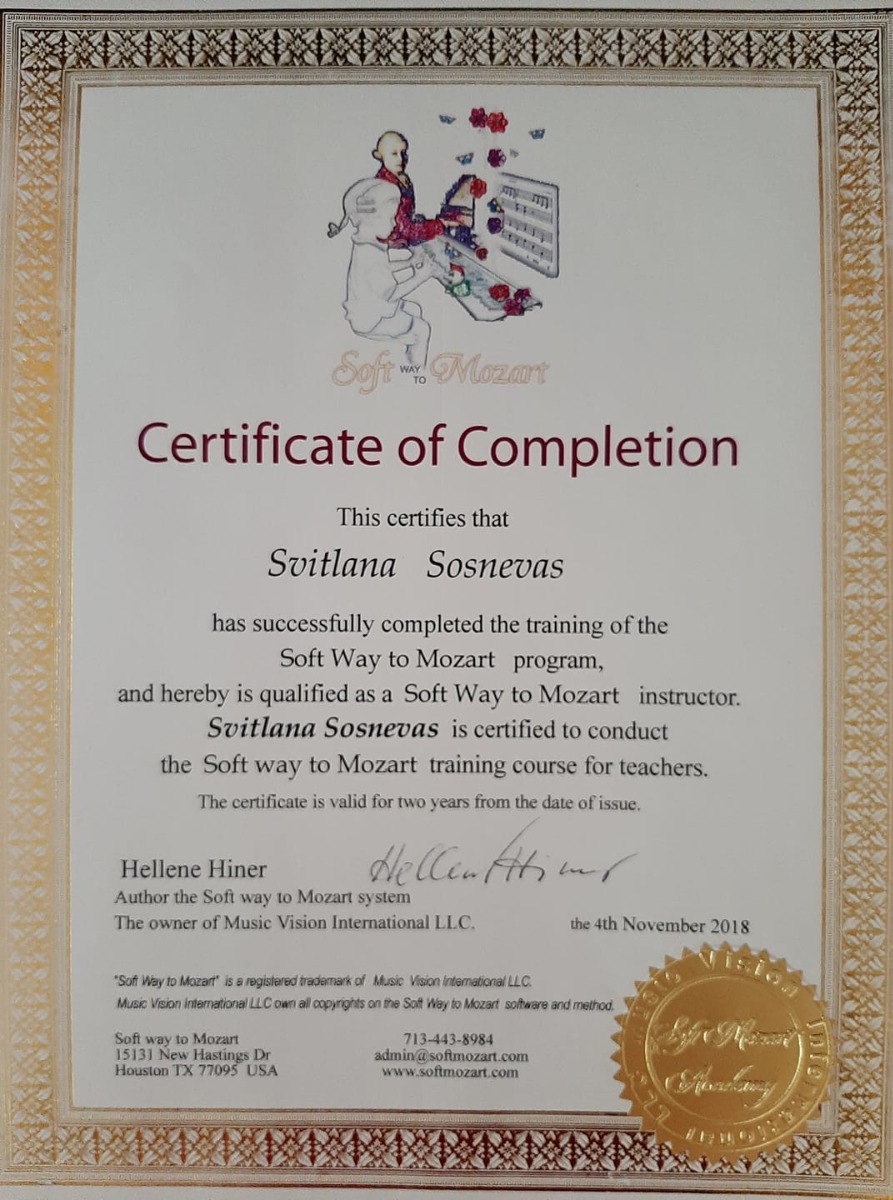 Soft WAY TO Mozart
Certificate of Completion
This certifies that
Svitlana Sosnevas
has successfully completed the training of the
Soft Way to Mozart program,
and hereby is qualified as a Soft Way to Mozart instructor.
Svitlana Sosnevas is certified to conduct
the Soft way to Mozart training course for teachers.
The certificate is valid for two years from the date of issue.
Hellene Hiner
Hellene Hiner
Author the Soft way to Mozart system
The owner of Music Vision International LLC.
the 4th November 2018
"Soft Way to Mozart" is a registered trademark of Music Vision International LLC.
Music Vision International LLC own all copyrights on the Soft Way to Mozart software and method.
Soft way to Mozart
15131 New Hastings Dr
Houston TX 77095 USA
713-443-8984
admin@softmozart.com
www.softmozart.com
Music Vision International LLC
Soft Mozart
Academy